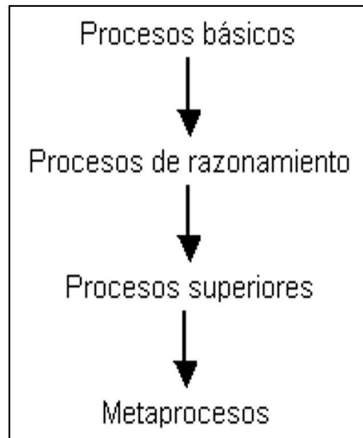 Procesos básicos
Procesos de razonamiento
Procesos superiores
Metaprocesos